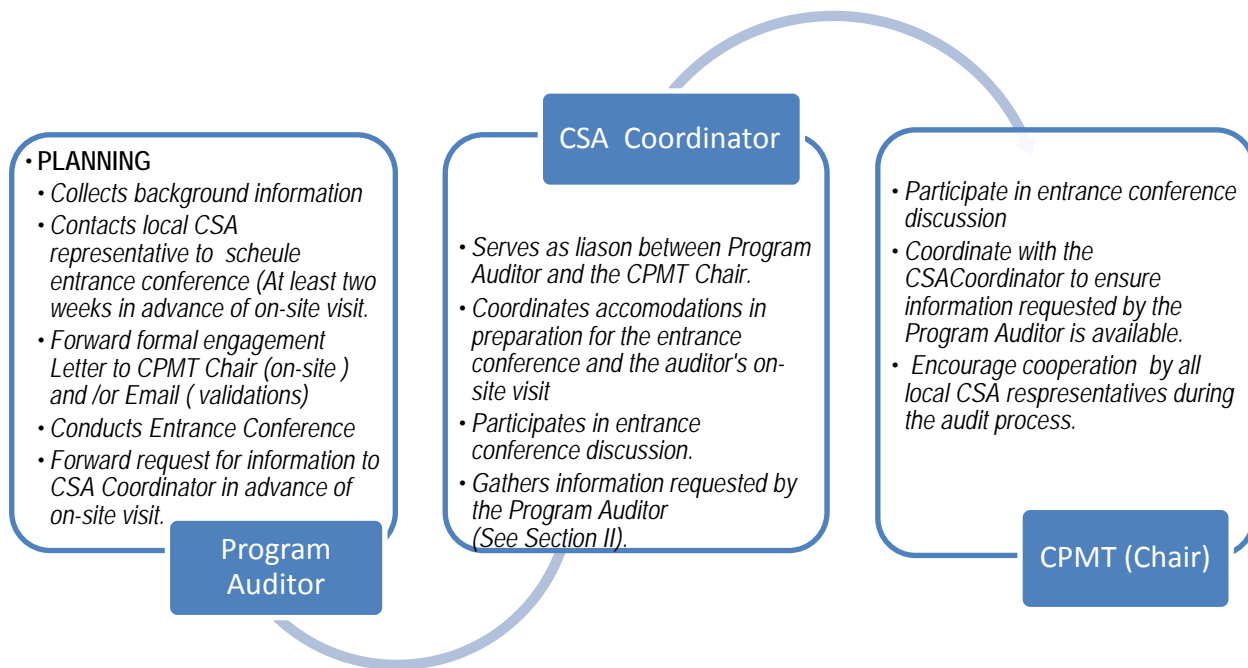 • PLANNING
• Collects background information
• Contacts local CSA
representative to scheule
entrance conference (At least two
weeks in advance of on-site visit.
• Forward formal engagement
Letter to CPMT Chair (on-site )
and /or Email ( validations)
• Conducts Entrance Conference
• Forward request for information to
CSA Coordinator in advance of
on-site visit.
Program
Auditor
CSA Coordinator
• Serves as liason between Program
Auditor and the CPMT Chair.
• Coordinates accomodations in
preparation for the entrance
conference and the auditor's on-
site visit
• Participates in entrance
conference discussion.
• Gathers information requested by
the Program Auditor
(See Section II).
• Participate in entrance conference
discussion
• Coordinate with the
CSACoordinator to ensure
information requested by the
Program Auditor is available.
• Encourage cooperation by all
local CSA respresentatives during
the audit process.
CPMT (Chair)